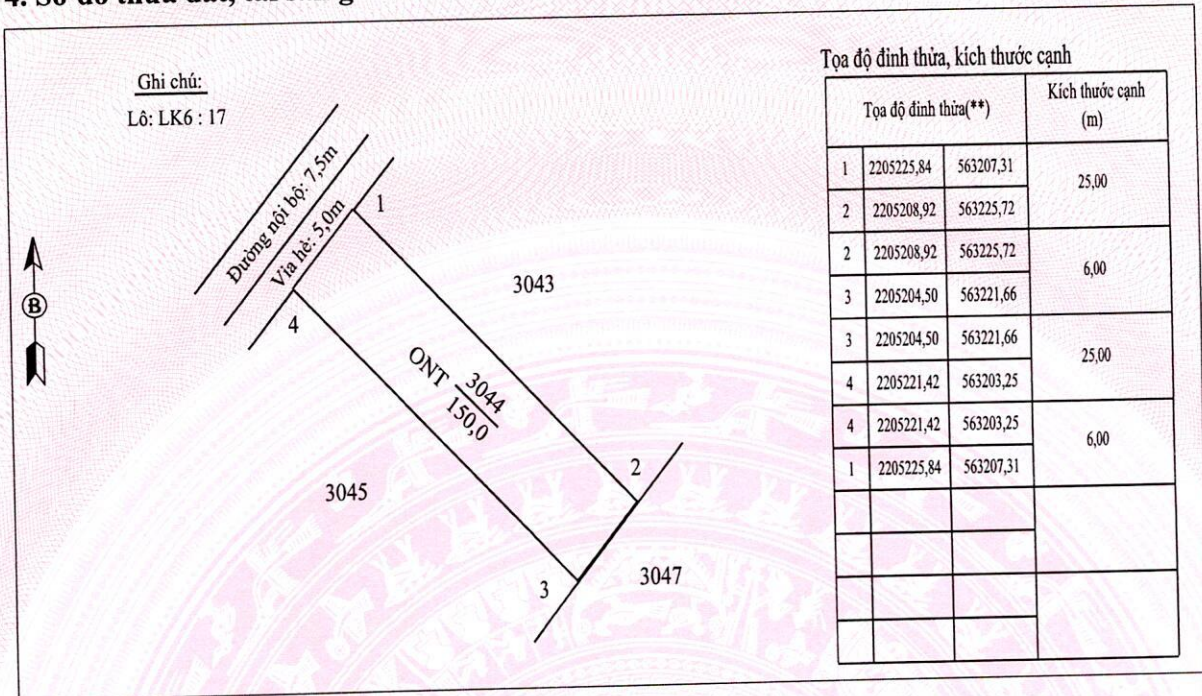 Ghi chú:
Lô: LK6 : 17
Đường nội bộ: 7,5m
Vỉa hè: 5,0m
1
4
3043
ONT 3044
150,0
3045
2
3
3047
B
Tọa độ đỉnh thửa, kích thước cạnh
Tọa độ đỉnh thửa(**) Kích thước cạnh
(m)
1 2205225,84 563207,31
25,00
2 2205208,92 563225,72
2 2205208,92 563225,72
6,00
3 2205204,50 563221,66
3 2205204,50 563221,66
25,00
4 2205221,42 563203,25
4 2205221,42 563203,25
6,00
1 2205225,84 563207,31